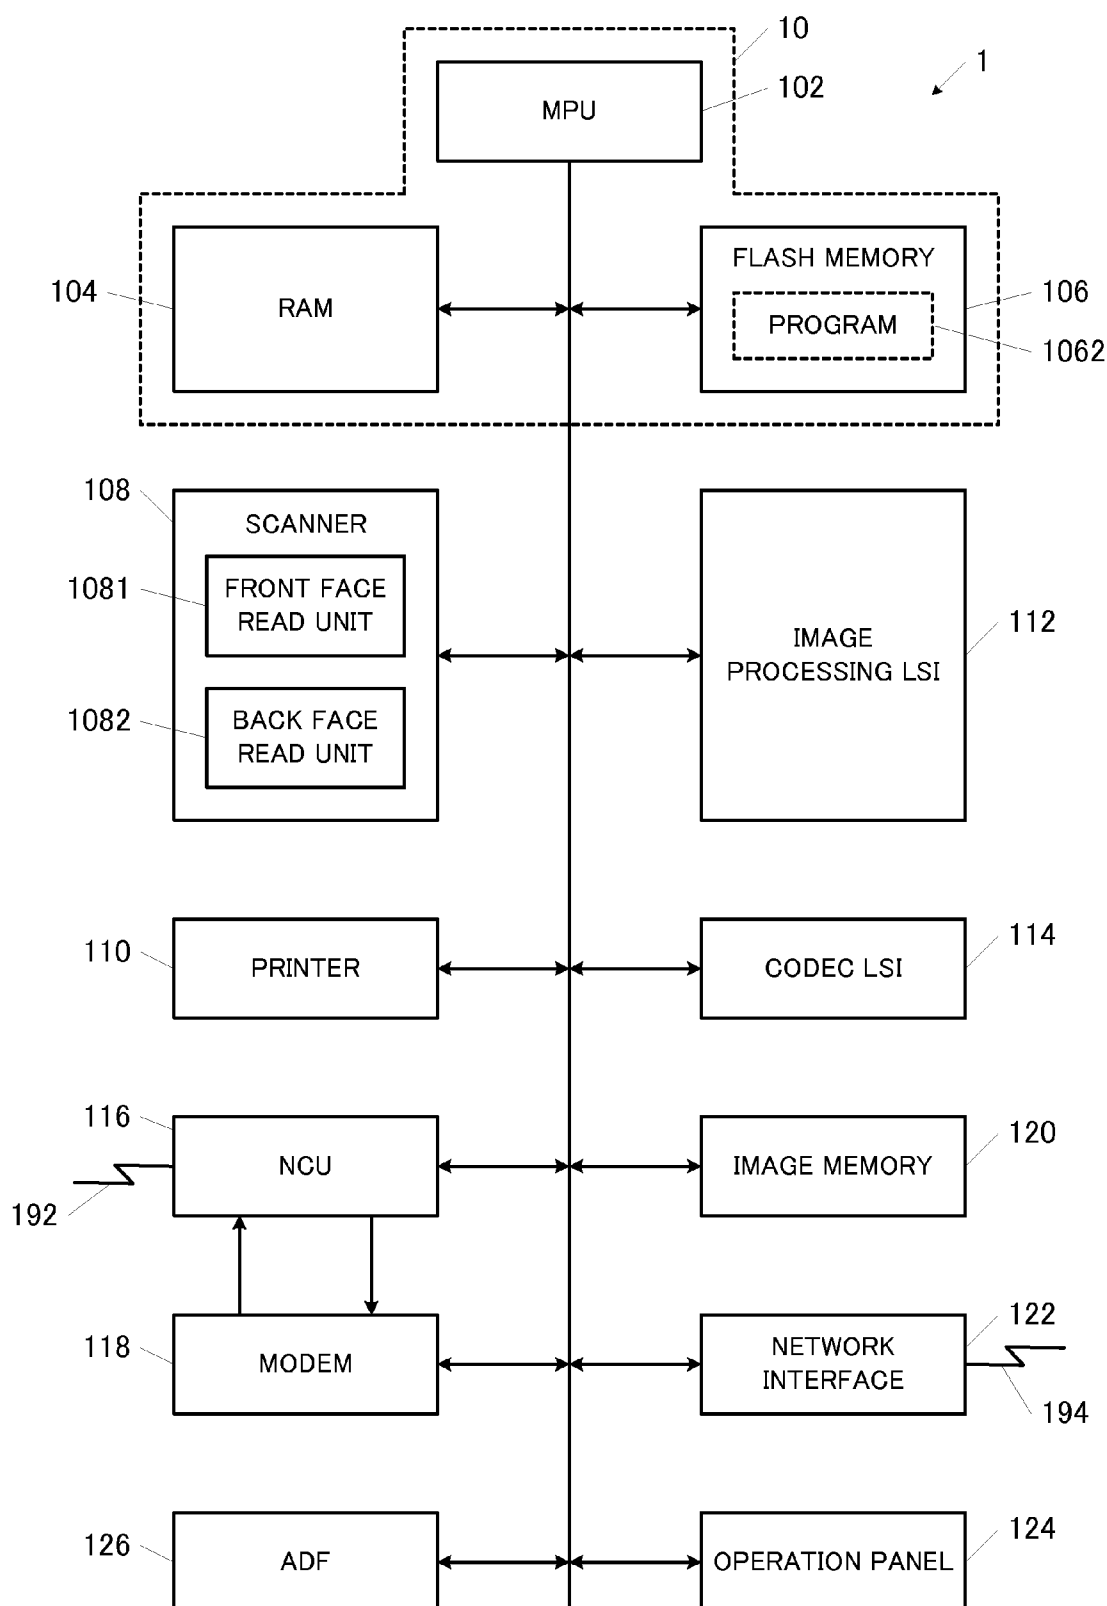 10
1
102
MPU
104
RAM
FLASH MEMORY
106
PROGRAM
1062
108
SCANNER
1081
FRONT FACE
READ UNIT
1082
BACK FACE
READ UNIT
IMAGE
PROCESSING LSI
112
110
PRINTER
CODEC LSI
114
116
NCU
192
IMAGE MEMORY
120
118
MODEM
NETWORK
INTERFACE
122
194
126
ADF
OPERATION PANEL
124